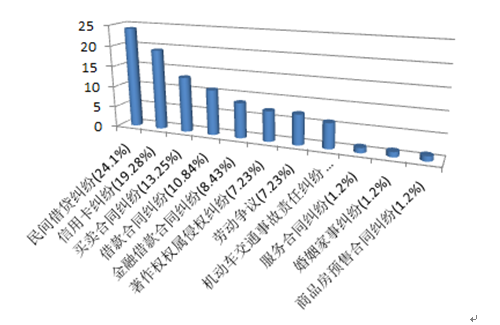 25
20
15
10
5
0
民间借贷纠纷(24.1%)
信用卡纠纷(19.28%)
买卖合同纠纷(13.25%)
借款合同纠纷(10.84%)
金融借款合同纠纷(8.43%)
著作权权属侵权纠纷(7.23%)
劳动争议(7.23%)
机动车交通事故责任纠纷...
服务合同纠纷(1.2%)
婚姻家事纠纷(1.2%)
商品房预售合同纠纷(1.2%)